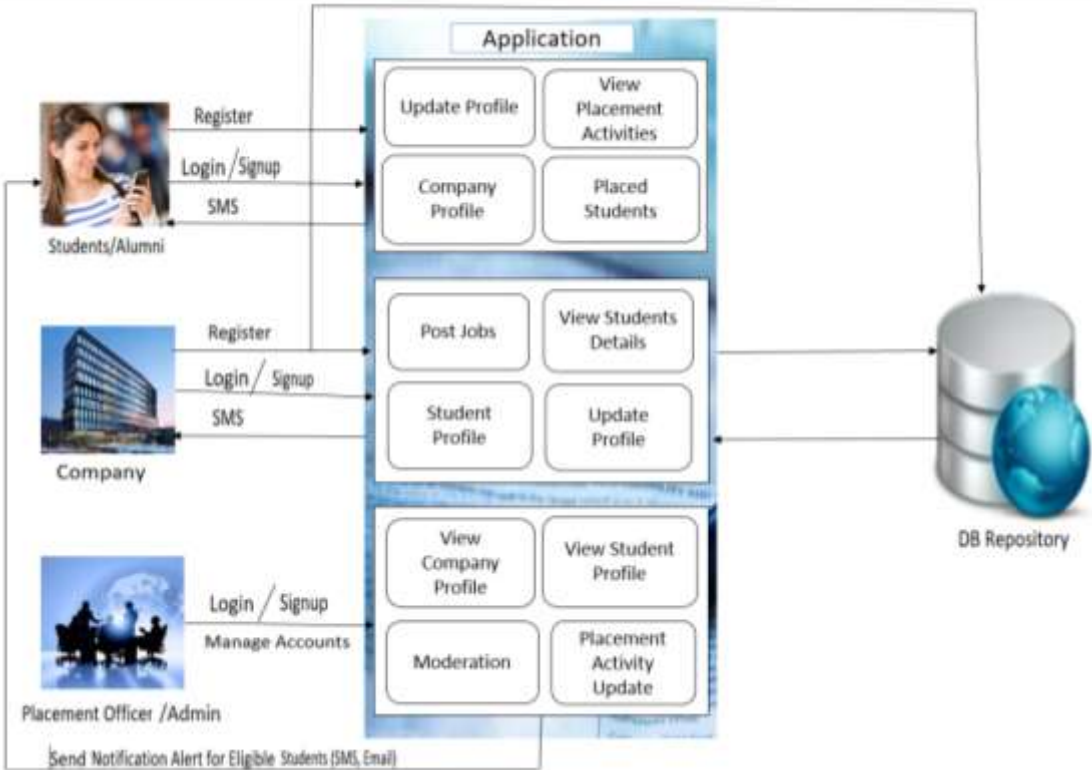 Application
Update Profile
View
Placement
Activities
Company
Profile
Placed
Students
Register
Login / Signup
SMS
Students/Alumni
Post Jobs
View Students
Details
Student
Profile
Update
Profile
Register
Login / Signup
SMS
Company
DB Repository
View
Company
Profile
View Student
Profile
Moderation
Placement
Activity
Update
Login / Signup
Manage Accounts
Placement Officer /Admin
Send Notification Alert for Eligible Students (SMS, Email)